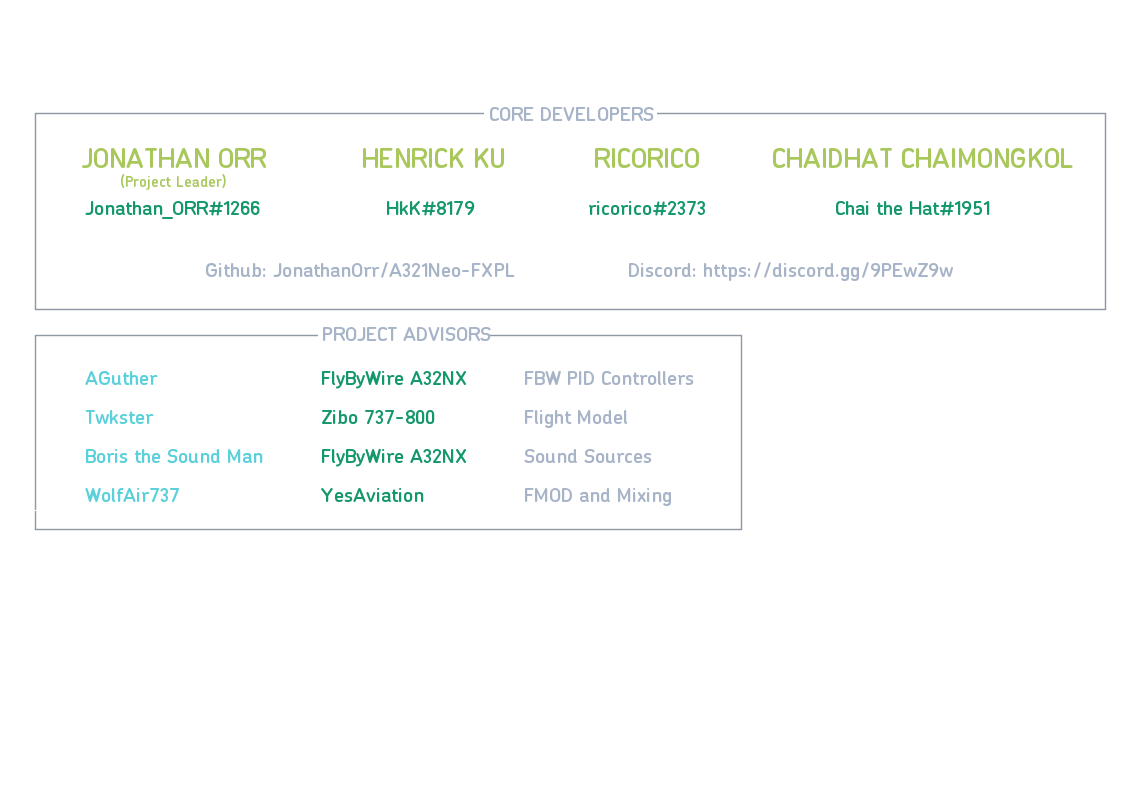 CORE DEVELOPERS
JONATHAN ORR HENRICK KU RICORICO CHAIDHAT CHAIMONGKOL
(Project Leader)
Jonathan_ORR#1266 HkK#8179 ricorico#2373 Chai the Hat#1951
Github: JonathanOrr/A321Neo-FXPL Discord: https://discord.gg/9PEwZ9w
PROJECT ADVISORS
AGuther FlyByWire A32NX FBW PID Controllers
Twkster Zibo 737-800 Flight Model
Boris the Sound Man FlyByWire A32NX Sound Sources
WolfAir737 YesAviation FMOD and Mixing